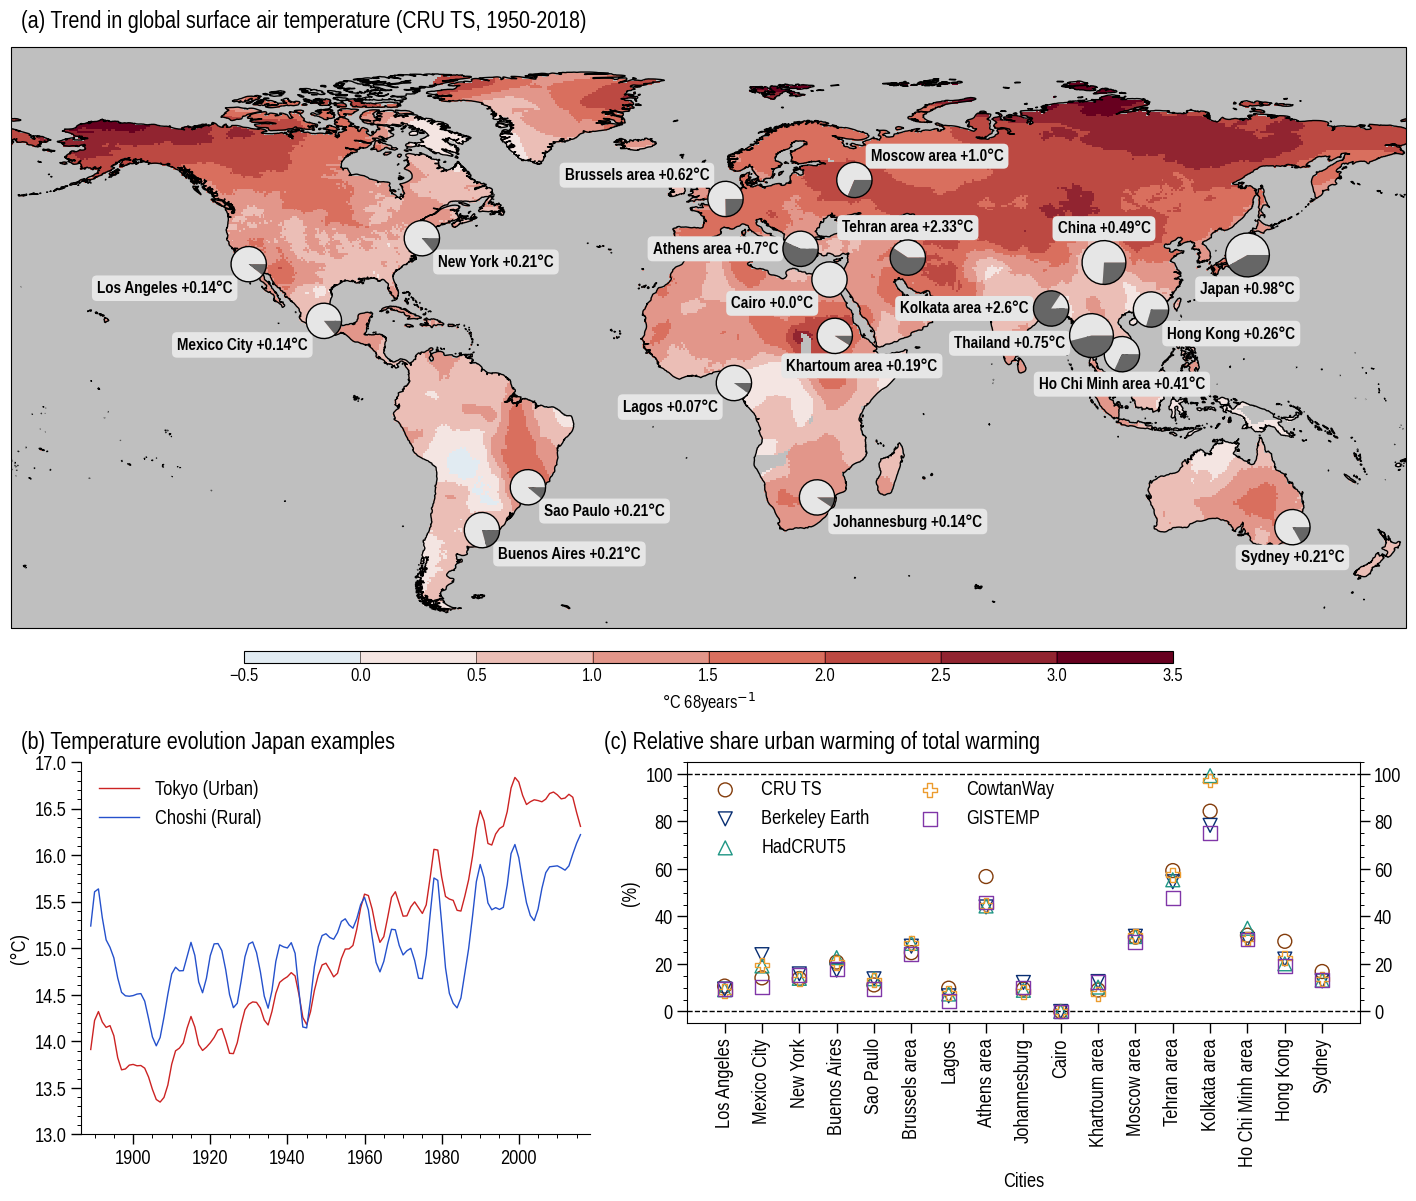 (a) Trend in global surface air temperature (CRU TS, 1950-2018)
Moscow area +1.0°C
Brussels area +0.62°C
Tehran area +2.33°C
China +0.49°C
Athens area +0.7°C
New York +0.21°C
Los Angeles +0.14°C
Japan +0.98°C
Cairo +0.0°C
Kolkata area +2.6°C
Hong Kong +0.26°C
Mexico City +0.14°C
Thailand +0.75°C
Khartoum area +0.19°C
Ho Chi Minh area +0.41°C
Lagos +0.07°C
Sao Paulo +0.21°C
Johannesburg +0.14°C
Buenos Aires +0.21°C
Sydney +0.21°C
−0.5 0.0 0.5 1.0 1.5 2.0 2.5 3.0 3.5
°C 68years⁻¹
(b) Temperature evolution Japan examples
17.0
16.5
16.0
15.5
15.0
14.5
14.0
13.5
13.0
(°C)
Tokyo (Urban)
Choshi (Rural)
1900 1920 1940 1960 1980 2000
(c) Relative share urban warming of total warming
100
80
60
40
20
0
(%)
CRU TS
Berkeley Earth
HadCRUT5
CowtanWay
GISTEMP
100
80
60
40
20
0
Los Angeles
Mexico City
New York
Buenos Aires
Sao Paulo
Brussels area
Lagos
Athens area
Johannesburg
Cairo
Khartoum area
Moscow area
Tehran area
Kolkata area
Ho Chi Minh area
Hong Kong
Sydney
Cities